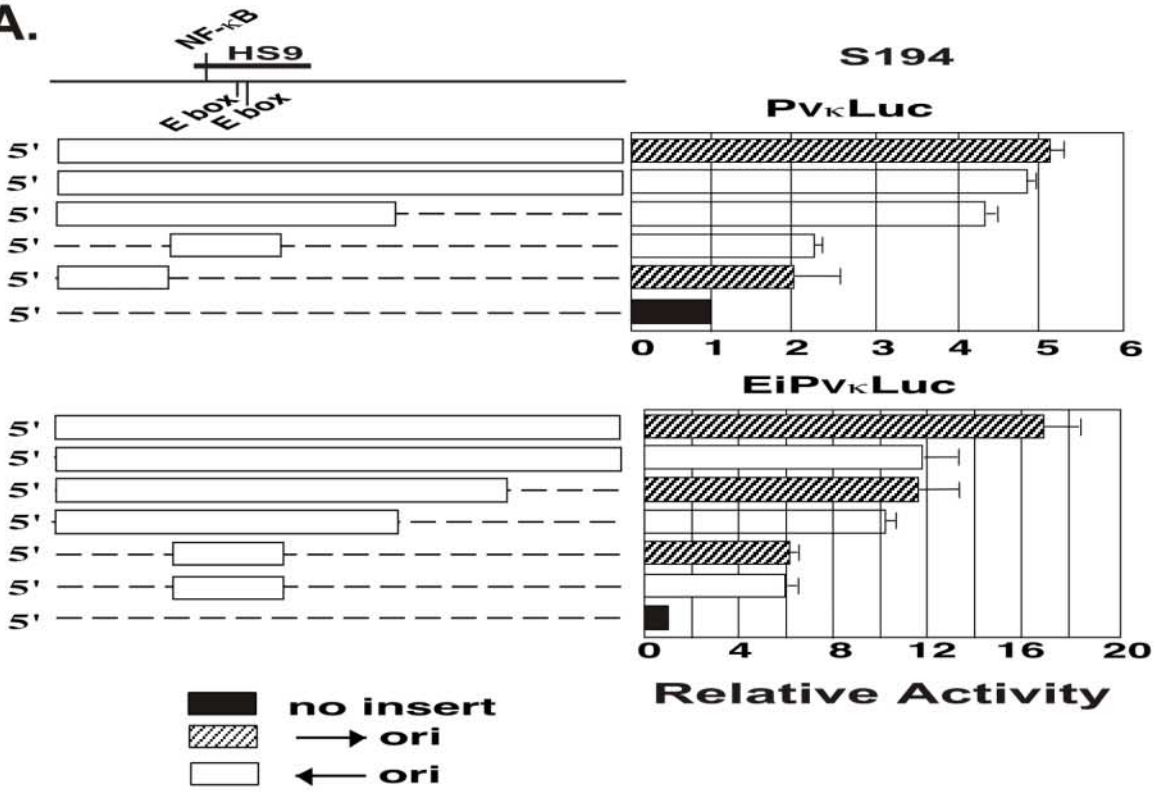 A.
NF-κB
HS9
E box
E box
S194
PvκLuc
5'
5'
5'
5'
5'
5'
0 1 2 3 4 5 6
EiPvκLuc
5'
5'
5'
5'
5'
5'
5'
0 4 8 12 16 20
Relative Activity
no insert
→ ori
← ori